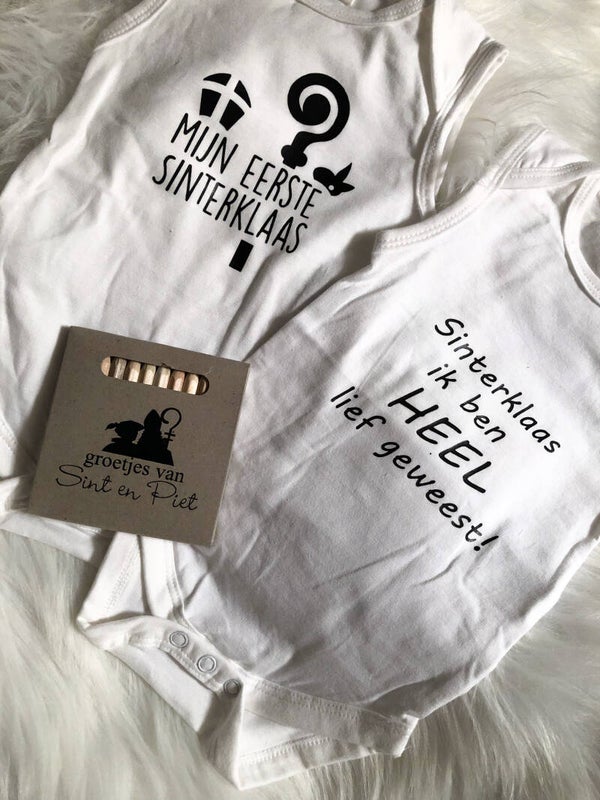 MIJN EERSTE
SINTERKLAAS
Sinterklaas
ik ben
HEEL
lief geweest!
groetjes van
Sint en Piet